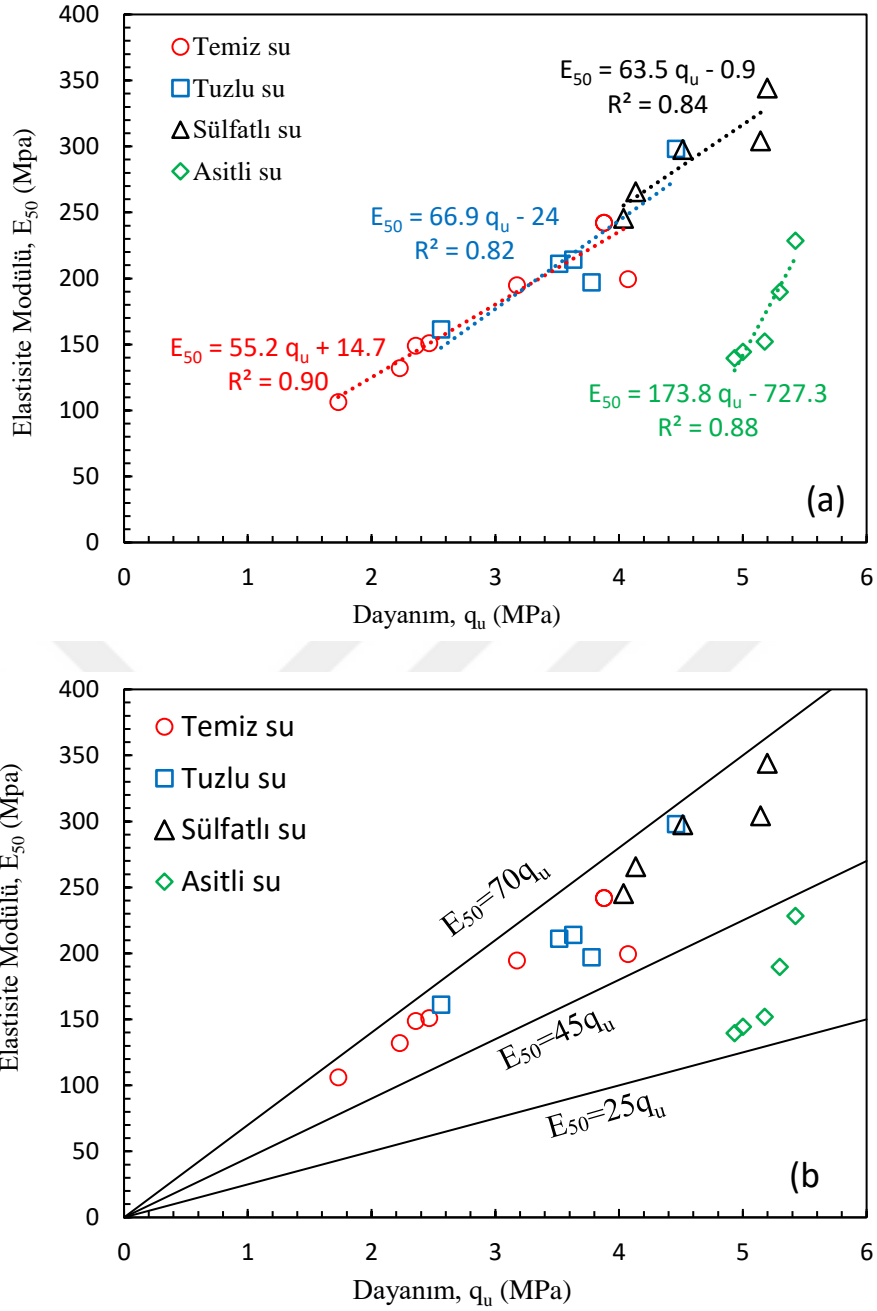 400
350
300
250
200
150
100
50
0
Elastisite Modülü, E₅₀ (Mpa)
Temiz su
Tuzlu su
Sülfatlı su
Asitli su
E₅₀ = 63.5 qᵤ - 0.9
R² = 0.84
E₅₀ = 66.9 qᵤ - 24
R² = 0.82
E₅₀ = 55.2 qᵤ + 14.7
R² = 0.90
E₅₀ = 173.8 qᵤ - 727.3
R² = 0.88
(a)
0 1 2 3 4 5 6
Dayanım, qᵤ (MPa)
400
350
300
250
200
150
100
50
0
Elastisite Modülü, E₅₀ (Mpa)
Temiz su
Tuzlu su
Sülfatlı su
Asitli su
E₅₀=70qᵤ
E₅₀=45qᵤ
E₅₀=25qᵤ
(b
0 1 2 3 4 5 6
Dayanım, qᵤ (MPa)